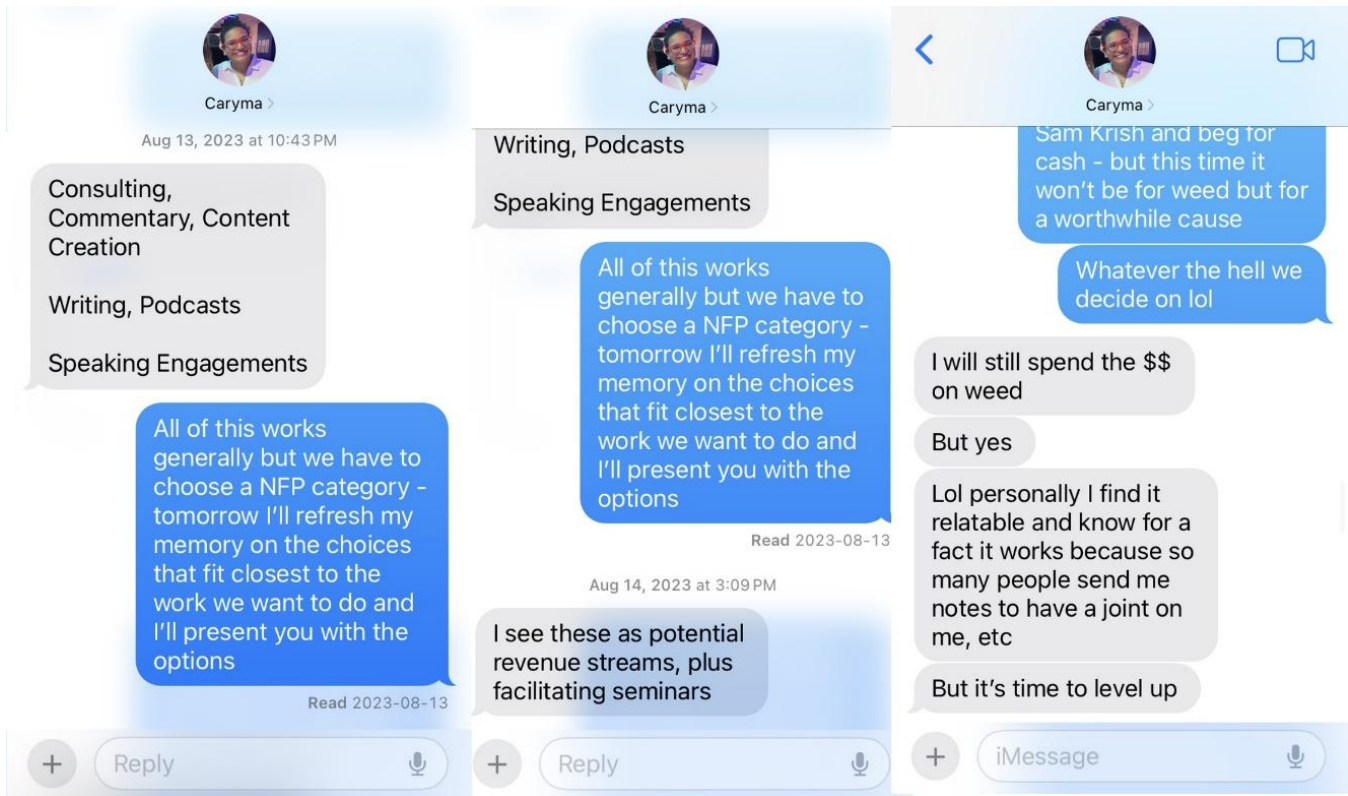 Caryma
Aug 13, 2023 at 10:43 PM
Consulting,
Commentary, Content
Creation
Writing, Podcasts
Speaking Engagements
All of this works
generally but we have to
choose a NFP category -
tomorrow I'll refresh my
memory on the choices
that fit closest to the
work we want to do and
I'll present you with the
options
Read 2023-08-13
Reply
Caryma
Writing, Podcasts
Speaking Engagements
All of this works
generally but we have to
choose a NFP category -
tomorrow I'll refresh my
memory on the choices
that fit closest to the
work we want to do and
I'll present you with the
options
Read 2023-08-13
Aug 14, 2023 at 3:09 PM
I see these as potential
revenue streams, plus
facilitating seminars
Reply
Caryma
Sam Krish and beg for
cash - but this time it
won't be for weed but for
a worthwhile cause
Whatever the hell we
decide on lol
I will still spend the $$
on weed
But yes
Lol personally I find it
relatable and know for a
fact it works because so
many people send me
notes to have a joint on
me, etc
But it's time to level up
iMessage